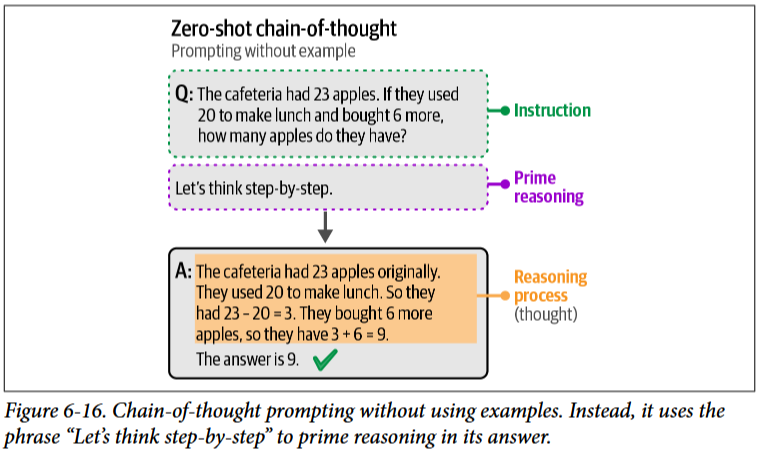 Zero-shot chain-of-thought
Prompting without example
Q: The cafeteria had 23 apples. If they used
20 to make lunch and bought 6 more,
how many apples do they have?
Instruction
Let's think step-by-step.
Prime
reasoning
A: The cafeteria had 23 apples originally.
They used 20 to make lunch. So they
had 23 – 20 = 3. They bought 6 more
apples, so they have 3 + 6 = 9.
The answer is 9.
Reasoning
process
(thought)
Figure 6-16. Chain-of-thought prompting without using examples. Instead, it uses the
phrase “Let’s think step-by-step” to prime reasoning in its answer.